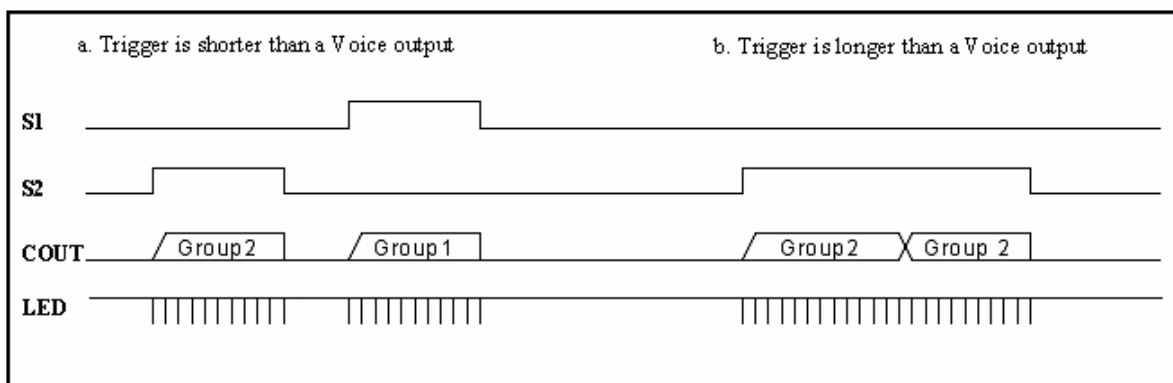 a. Trigger is shorter than a Voice output
b. Trigger is longer than a Voice output
S1
S2
COUT
Group2
Group1
Group2
Group 2
LED